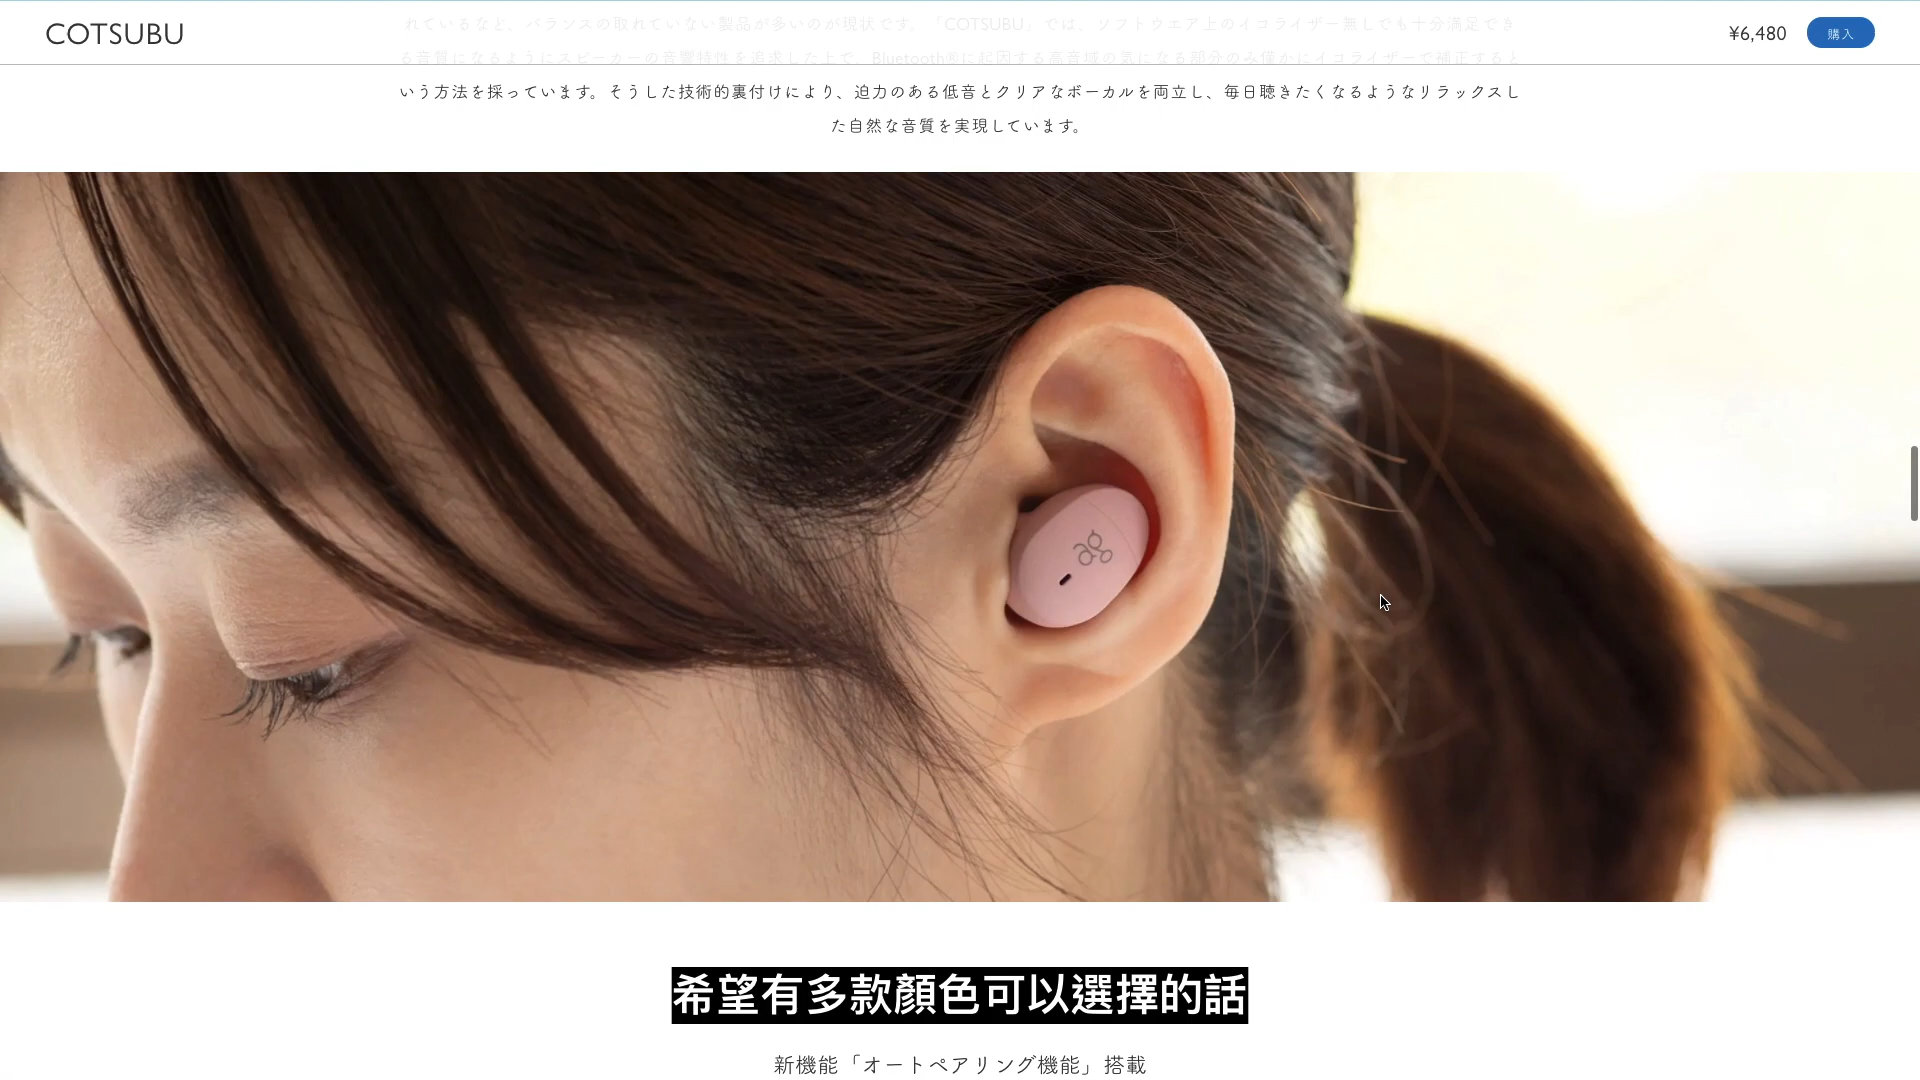 れているなど、バランスの取れていない製品が多いのが現状です。「COTSUBU」では、ソフトウエア上のイコライザー無しでも十分満足でき
COTSUBU
¥6,480
購入
る音質になるようにスピーカーの音響特性を追求した上で、Bluetooth®に起因する高音域の気になる部分のみ僅かにイコライザーで補正すると
いう方法を採っています。そうした技術的裏付けにより、迫力のある低音とクリアなボーカルを両立し、毎日聴きたくなるようなリラックスし
た自然な音質を実現しています。
ag
希望有多款顏色可以選擇的話
新機能「オートペアリング機能」搭載